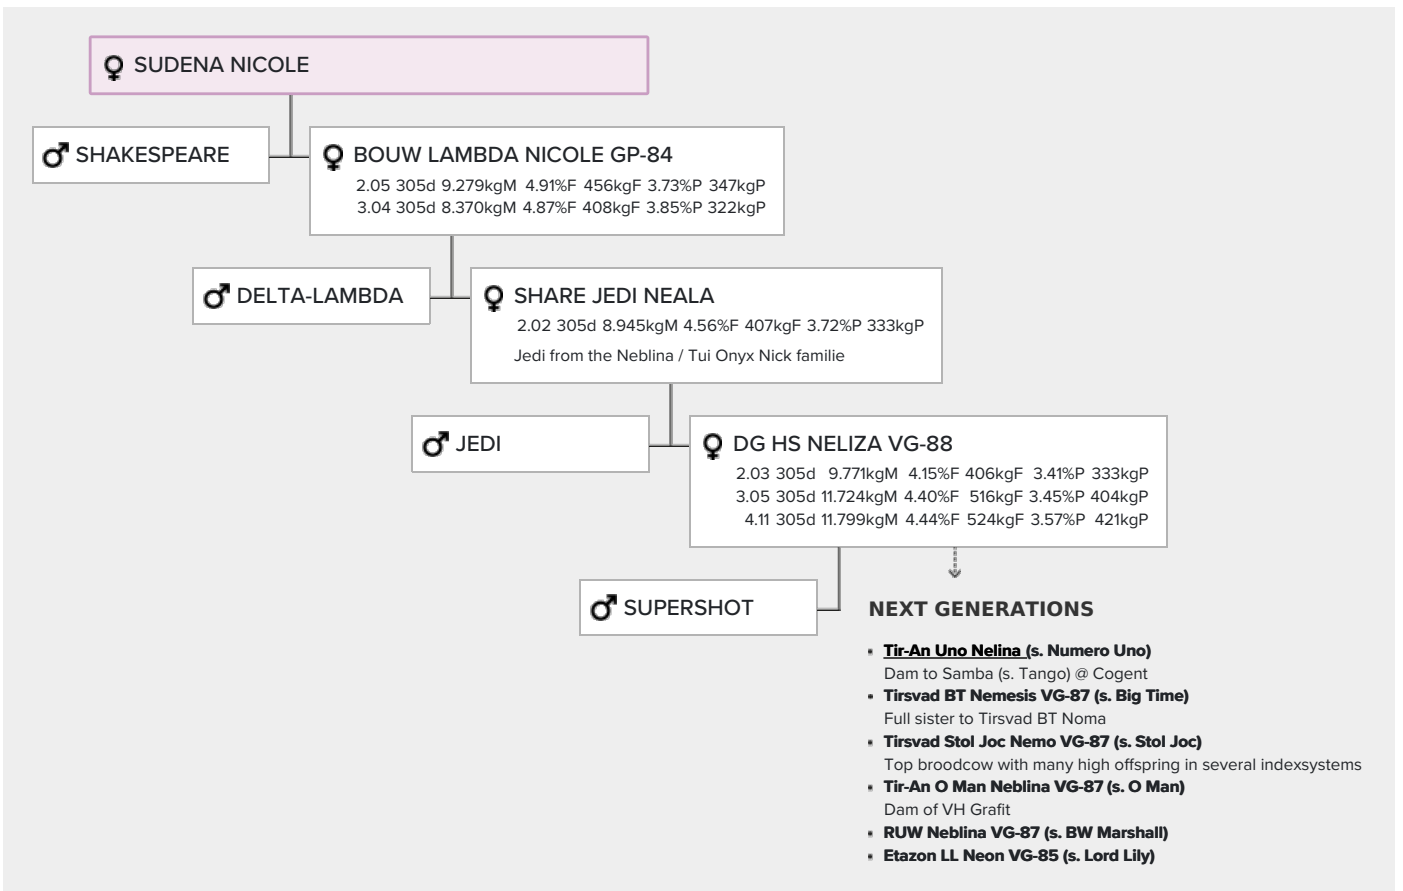 SUDENA NICOLE
SHAKESPEARE
BOUW LAMBDA NICOLE GP-84
2.05 305d 9.279kgM 4.91%F 456kgF 3.73%P 347kgP
3.04 305d 8.370kgM 4.87%F 408kgF 3.85%P 322kgP
DELTA-LAMBDA
SHARE JEDI NEALA
2.02 305d 8.945kgM 4.56%F 407kgF 3.72%P 333kgP
Jedi from the Neblina / Tui Onyx Nick familie
JEDI
DG HS NELIZA VG-88
2.03 305d 9.771kgM 4.15%F 406kgF 3.41%P 333kgP
3.05 305d 11.724kgM 4.40%F 516kgF 3.45%P 404kgP
4.11 305d 11.799kgM 4.44%F 524kgF 3.57%P 421kgP
SUPERSHOT
NEXT GENERATIONS
Tir-An Uno Nelina (s. Numero Uno)
Dam to Samba (s. Tango) @ Cogent
Tirsvad BT Nemesis VG-87 (s. Big Time)
Full sister to Tirsvad BT Noma
Tirsvad Stol Joc Nemo VG-87 (s. Stol Joc)
Top broodcow with many high offspring in several indexsystems
Tir-An O Man Neblina VG-87 (s. O Man)
Dam of VH Grafit
RUW Neblina VG-87 (s. BW Marshall)
Etazon LL Neon VG-85 (s. Lord Lily)